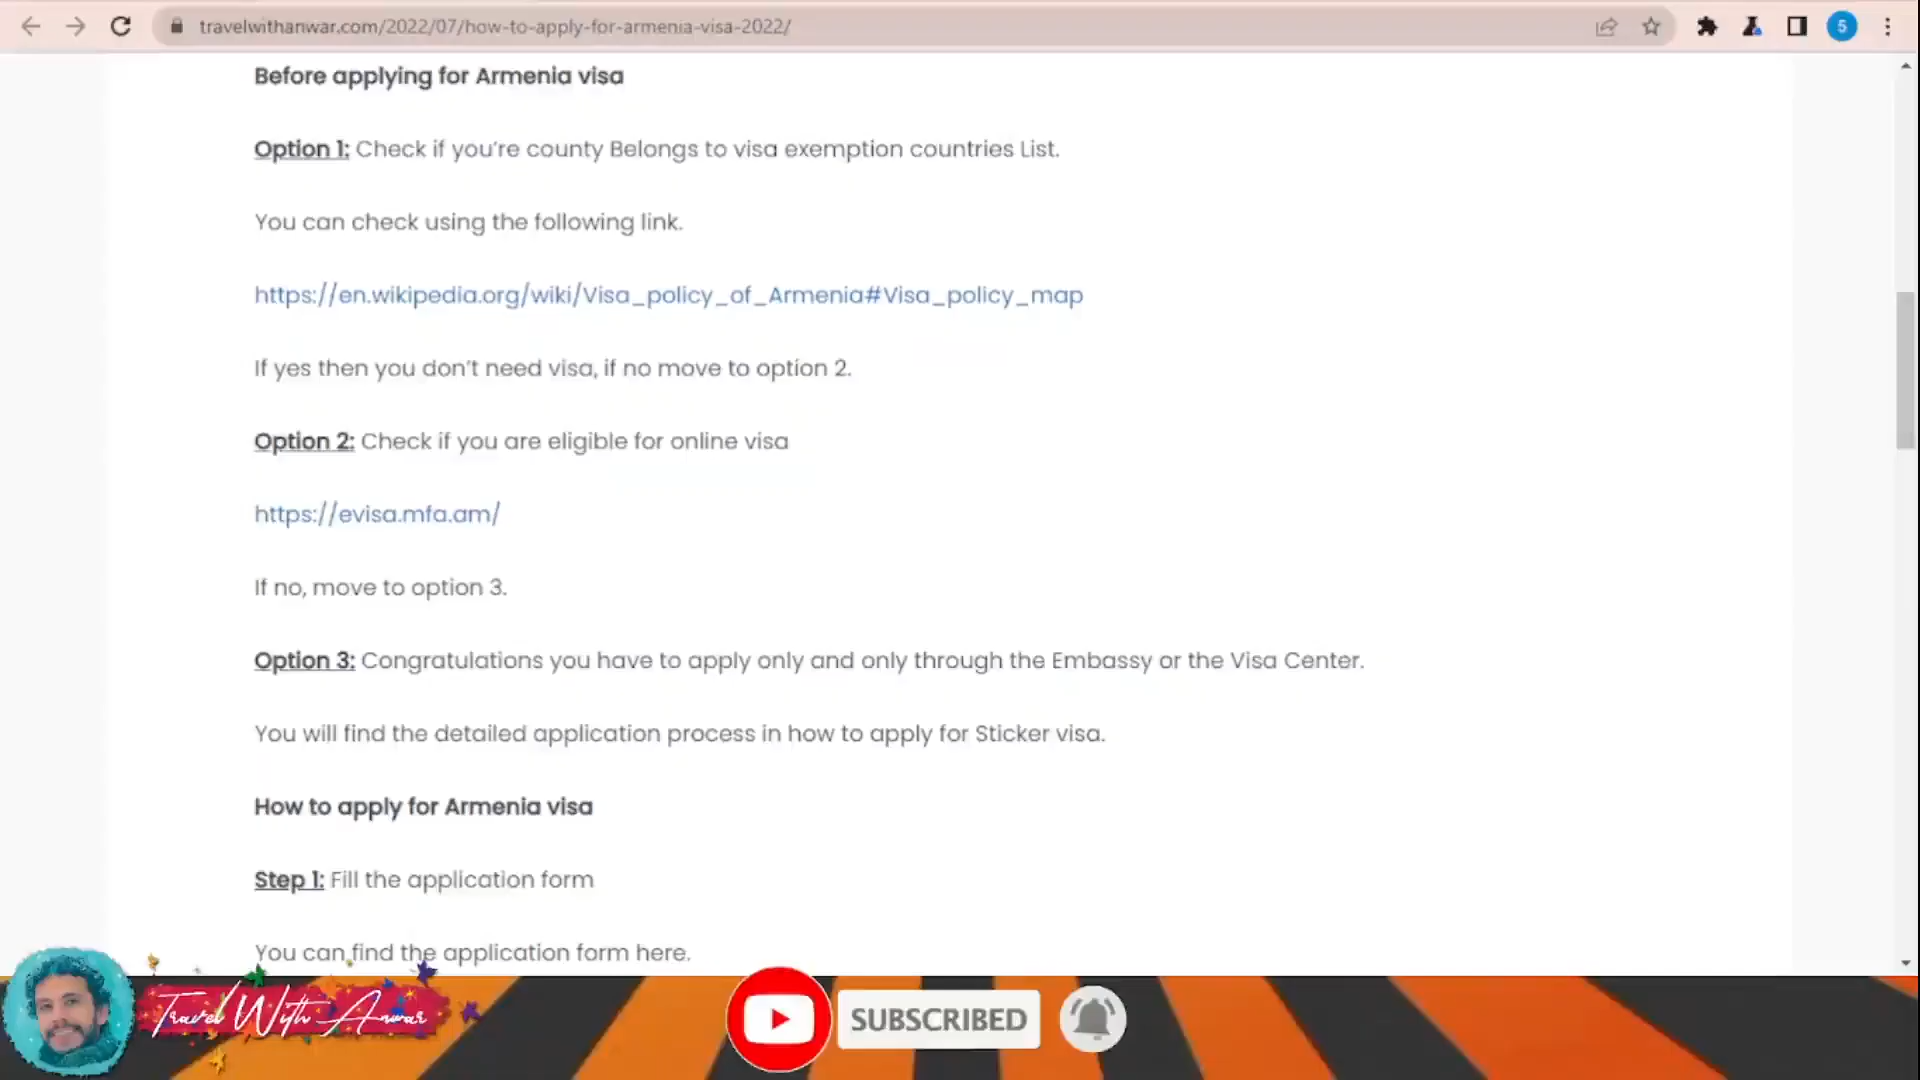 travelwithanwar.com/2022/07/how-to-apply-for-armenia-visa-2022/
5
Before applying for Armenia visa
Option 1: Check if you're county Belongs to visa exemption countries List.
You can check using the following link.
https://en.wikipedia.org/wiki/Visa_policy_of_Armenia#Visa_policy_map
If yes then you don't need visa, if no move to option 2.
Option 2: Check if you are eligible for online visa
https://evisa.mfa.am/
If no, move to option 3.
Option 3: Congratulations you have to apply only and only through the Embassy or the Visa Center.
You will find the detailed application process in how to apply for Sticker visa.
How to apply for Armenia visa
Step 1: Fill the application form
You can find the application form here.
Travel With Anwar
SUBSCRIBED